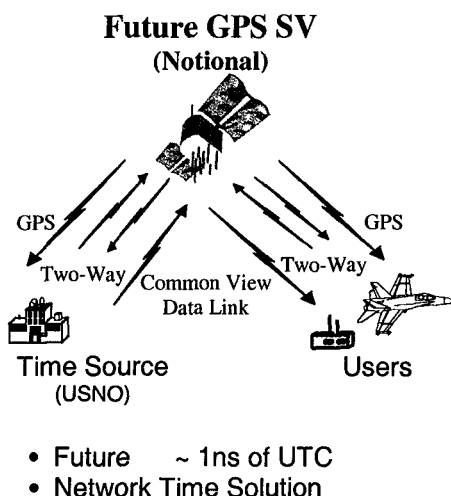 Future GPS SV
(Notional)
GPS
GPS
Two-Way
Two-Way
Common View
Data Link
Time Source
(USNO)
Users
• Future ~ 1ns of UTC
• Network Time Solution